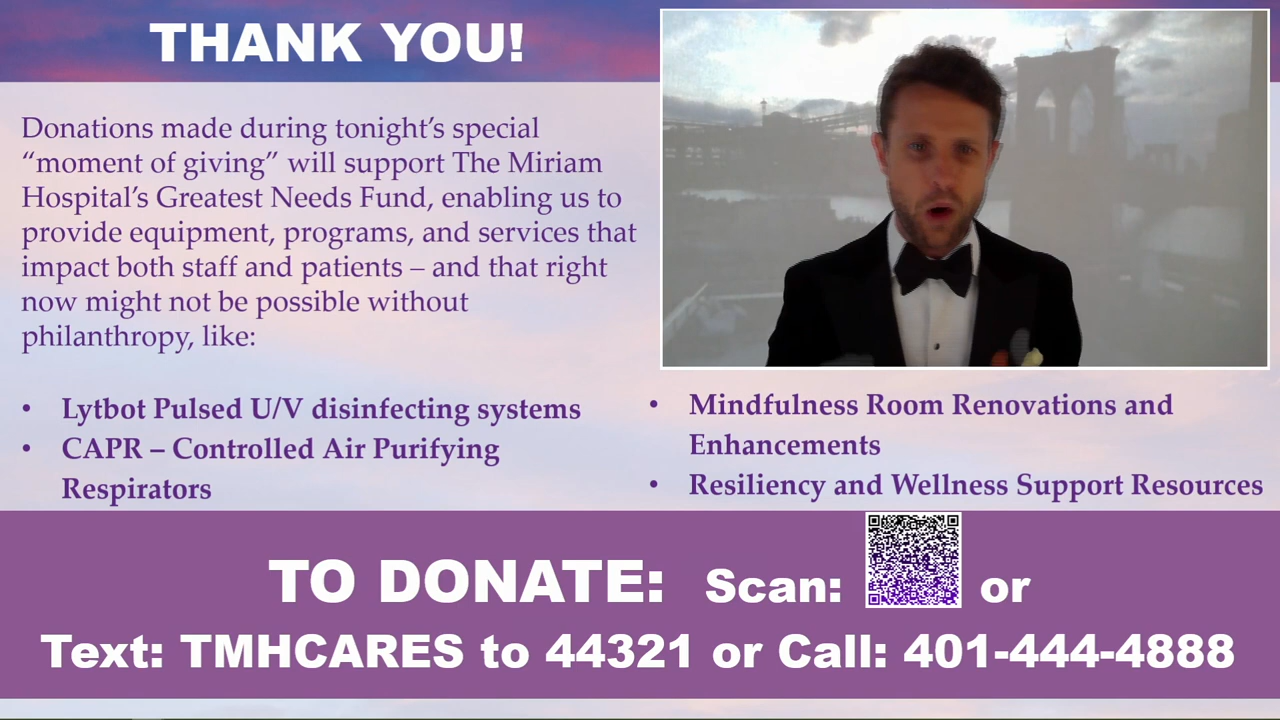 THANK YOU!
Donations made during tonight’s special
“moment of giving” will support The Miriam
Hospital’s Greatest Needs Fund, enabling us to
provide equipment, programs, and services that
impact both staff and patients – and that right
now might not be possible without
philanthropy, like:
• Lytbot Pulsed U/V disinfecting systems
• CAPR – Controlled Air Purifying
Respirators
• Mindfulness Room Renovations and
Enhancements
• Resiliency and Wellness Support Resources
TO DONATE: Scan: or
Text: TMHCARES to 44321 or Call: 401-444-4888